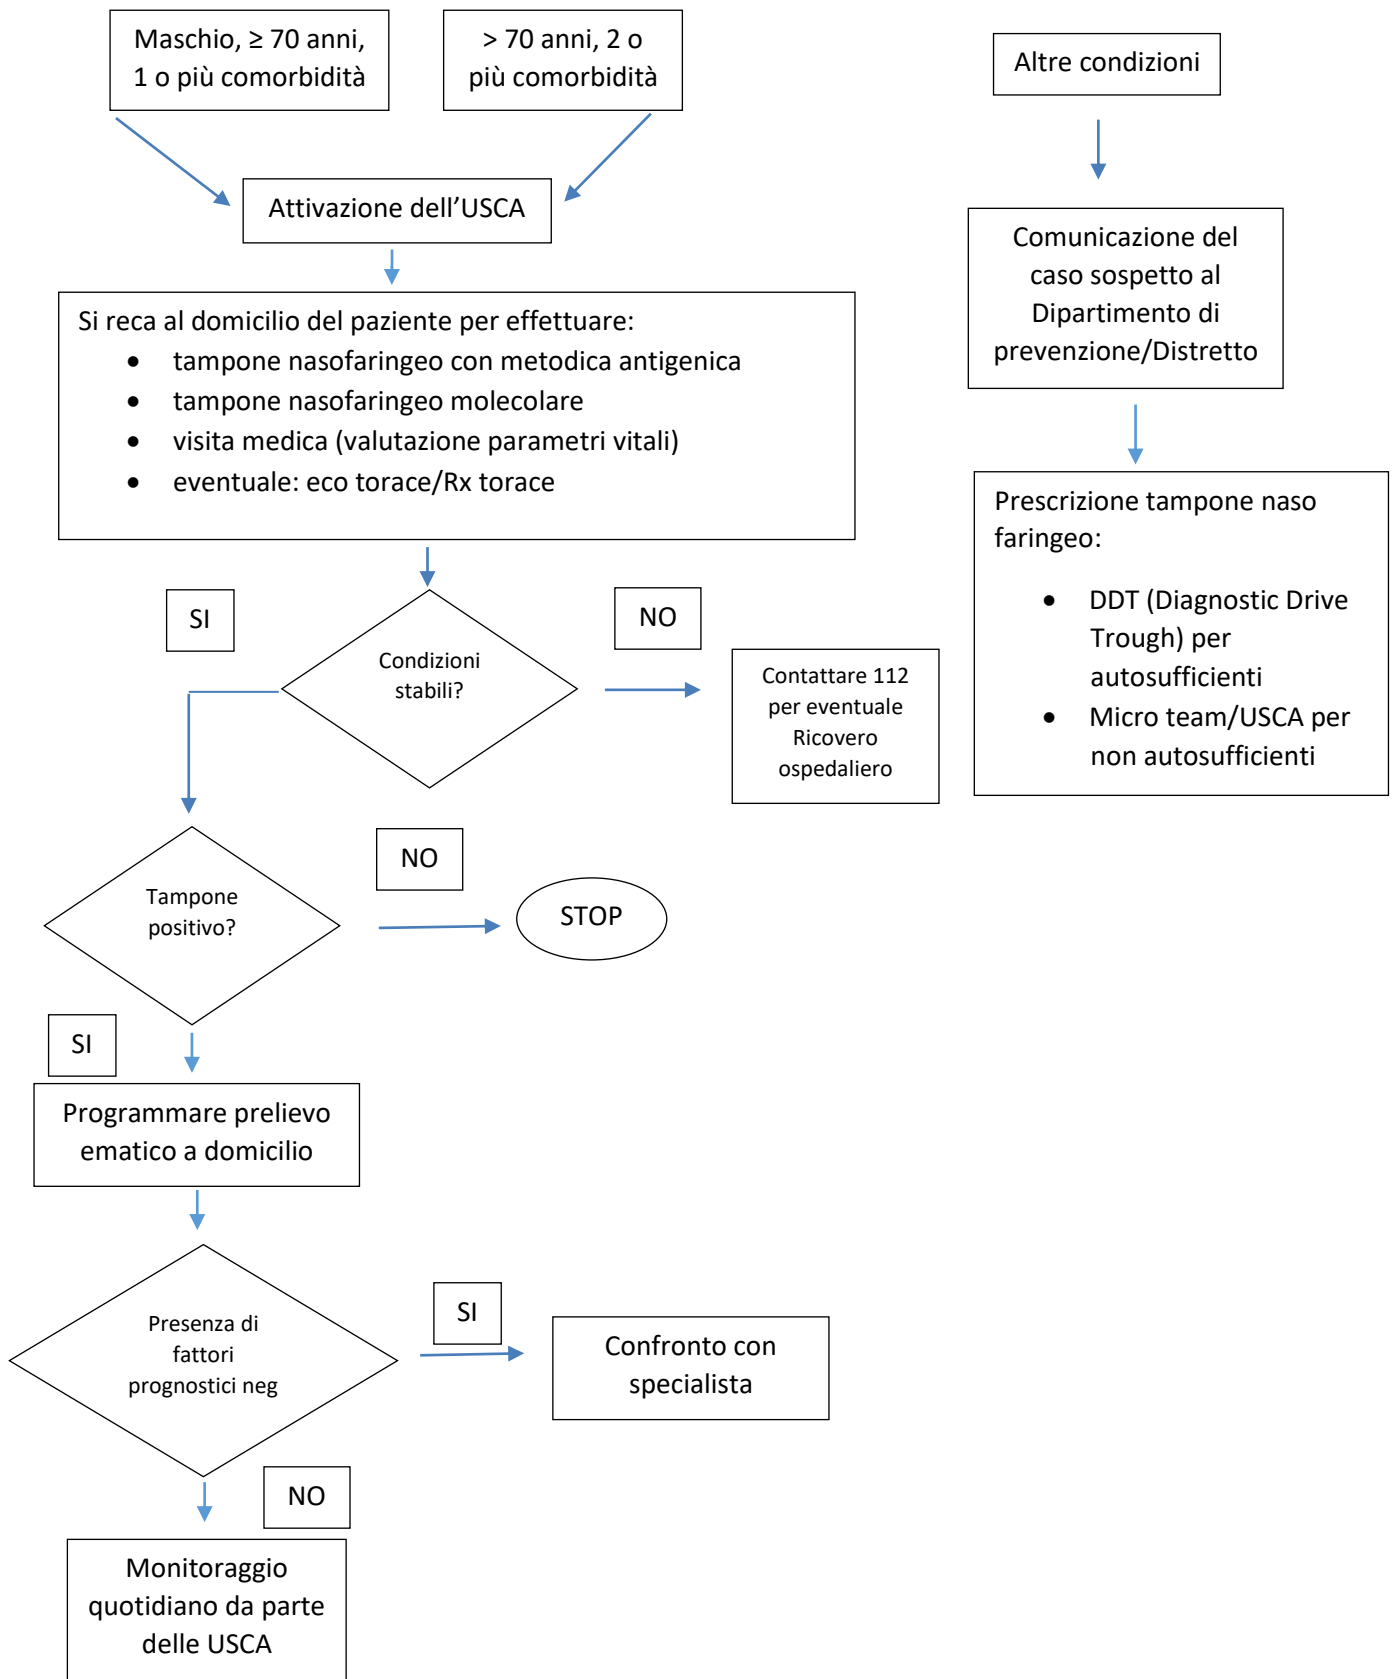 Maschio, ≥ 70 anni,
1 o più comorbidità
> 70 anni, 2 o
più comorbidità
Altre condizioni
Attivazione dell’USCA
Comunicazione del
caso sospetto al
Dipartimento di
prevenzione/Distretto
Si reca al domicilio del paziente per effettuare:
• tampone nasofaringeo con metodica antigenica
• tampone nasofaringeo molecolare
• visita medica (valutazione parametri vitali)
• eventuale: eco torace/Rx torace
Prescrizione tampone naso
faringeo:
• DDT (Diagnostic Drive
Trough) per
autosufficienti
• Micro team/USCA per
non autosufficienti
SI
Condizioni
stabili?
NO
Contattare 112
per eventuale
Ricovero
ospedaliero
Tampone
positivo?
NO
STOP
SI
Programmare prelievo
ematico a domicilio
Presenza di
fattori
prognostici neg
SI
Confronto con
specialista
NO
Monitoraggio
quotidiano da parte
delle USCA